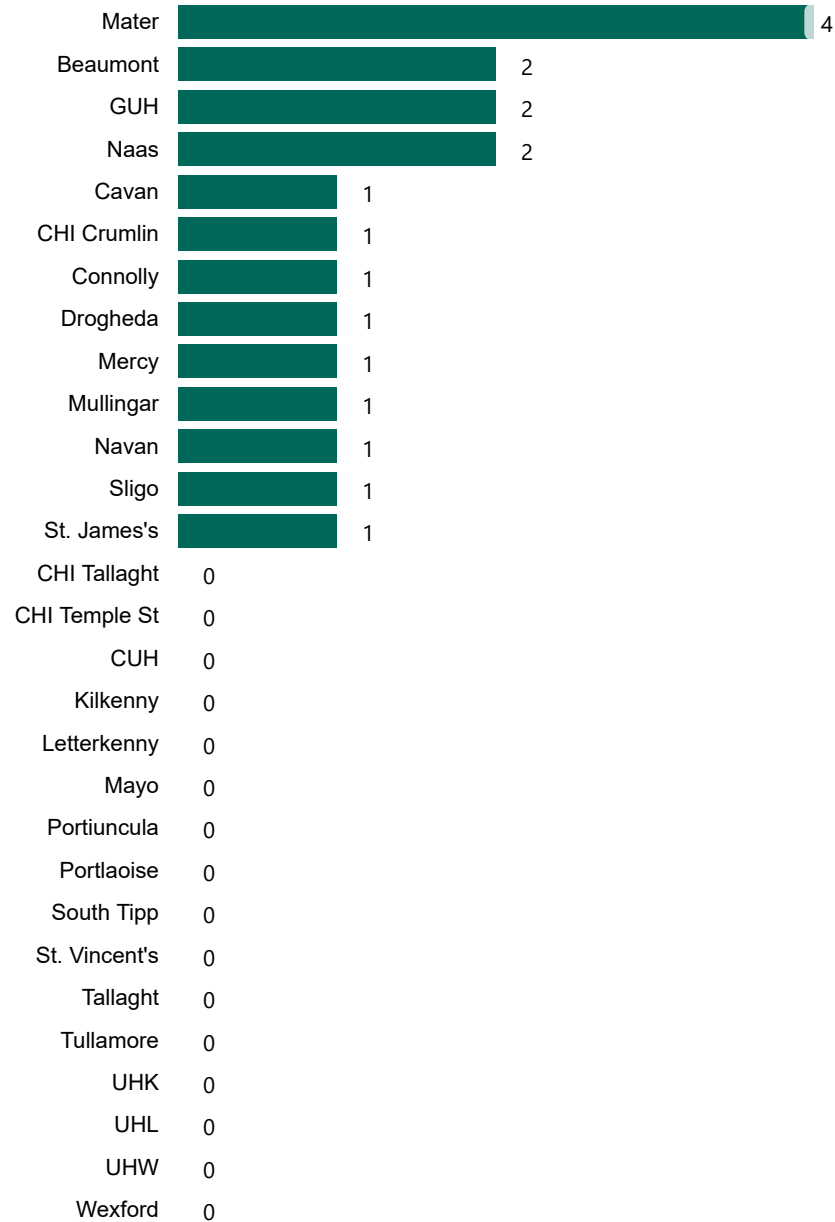 Mater 4
Beaumont 2
GUH 2
Naas 2
Cavan 1
CHI Crumlin 1
Connolly 1
Drogheda 1
Mercy 1
Mullingar 1
Navan 1
Sligo 1
St. James's 1
CHI Tallaght 0
CHI Temple St 0
CUH 0
Kilkenny 0
Letterkenny 0
Mayo 0
Portiuncula 0
Portlaoise 0
South Tipp 0
St. Vincent's 0
Tallaght 0
Tullamore 0
UHK 0
UHL 0
UHW 0
Wexford 0